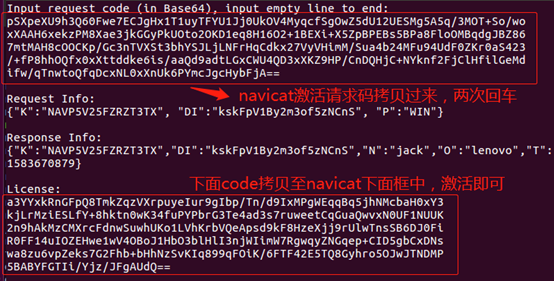 Input request code (in Base64), input empty line to end:
pSXpeXU9h3Q60Fwe7ECJgHx1T1uyTFYU1Jj0UkOV4MyqcfSgOwZ5dU12UESMg5A5q/3MOT+So/wo
xXAAH6xekzPM8Xae3jkGGyPkUOto2OKD1eq8H16O2+1BEXi+X5ZpBPEBs5BPa8FloOMBqdgJBZ86
7mtMAH8cOOCKp/Gc3nTVXSt3bhYSJLjLNFrHqCdkx27VyVHimM/Sua4b24MFu94UdF0ZKr0aS423
/+fP8hhOQfx0xXttddke6is/aaQd9adtLGxCWU4QD3xXKZ9HP/CnDQHjC+NYknf2FjClHfilGeMd
ifw/qTnwtoQfqDcxNL0xXnUk6PYmcJgcHybFjA==
navicat激活请求码拷贝过来，两次回车
Request Info:
{"K":"NAVP5V25FZRZT3TX", "DI":"kskFpV1By2m3of5zNCnS", "P":"WIN"}
Response Info:
{"K":"NAVP5V25FZRZT3TX","DI":"kskFpV1By2m3of5zNCnS","N":"jack","O":"lenovo","T":
1583670879}
下面code拷贝至navicat下面框中，激活即可
License:
a3YYxkRnGFpQ8TmkZqzVXrpuyeIur9gIbp/Tn/d9IxMPgWEqqBq5jhNMcbaH0xY3
kjLrMziESLfY+8hktn0wK34fuPYPbrG3Te4ad3s7ruweetCqGuaQwvxN0UF1NUUK
2n9hAkMzCMXrcFdnwSuwhUKo1LVhKrbVQeApsd9kF8HzeXjj9rUlwTnsSB6DJ0Fi
R0FF14uIOZEHwe1wV4OBoJ1HbO3blHlI3njWIimW7RgwqyZNGqep+CID5gbCxDNs
wa8zu6vpZeks7G2Fhb+bHhNzSvKIq899qFOiK/6FTF42E5TQ8Gyhro5OJwJTNDMP
5BABYFGTIi/Yjz/JFgAUdQ==